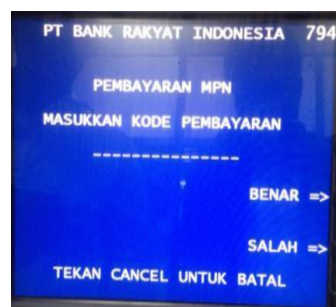 PT BANK RAKYAT INDONESIA 794
PEMBAYARAN MPN
MASUKKAN KODE PEMBAYARAN
---------------
BENAR =>
SALAH =>
TEKAN CANCEL UNTUK BATAL